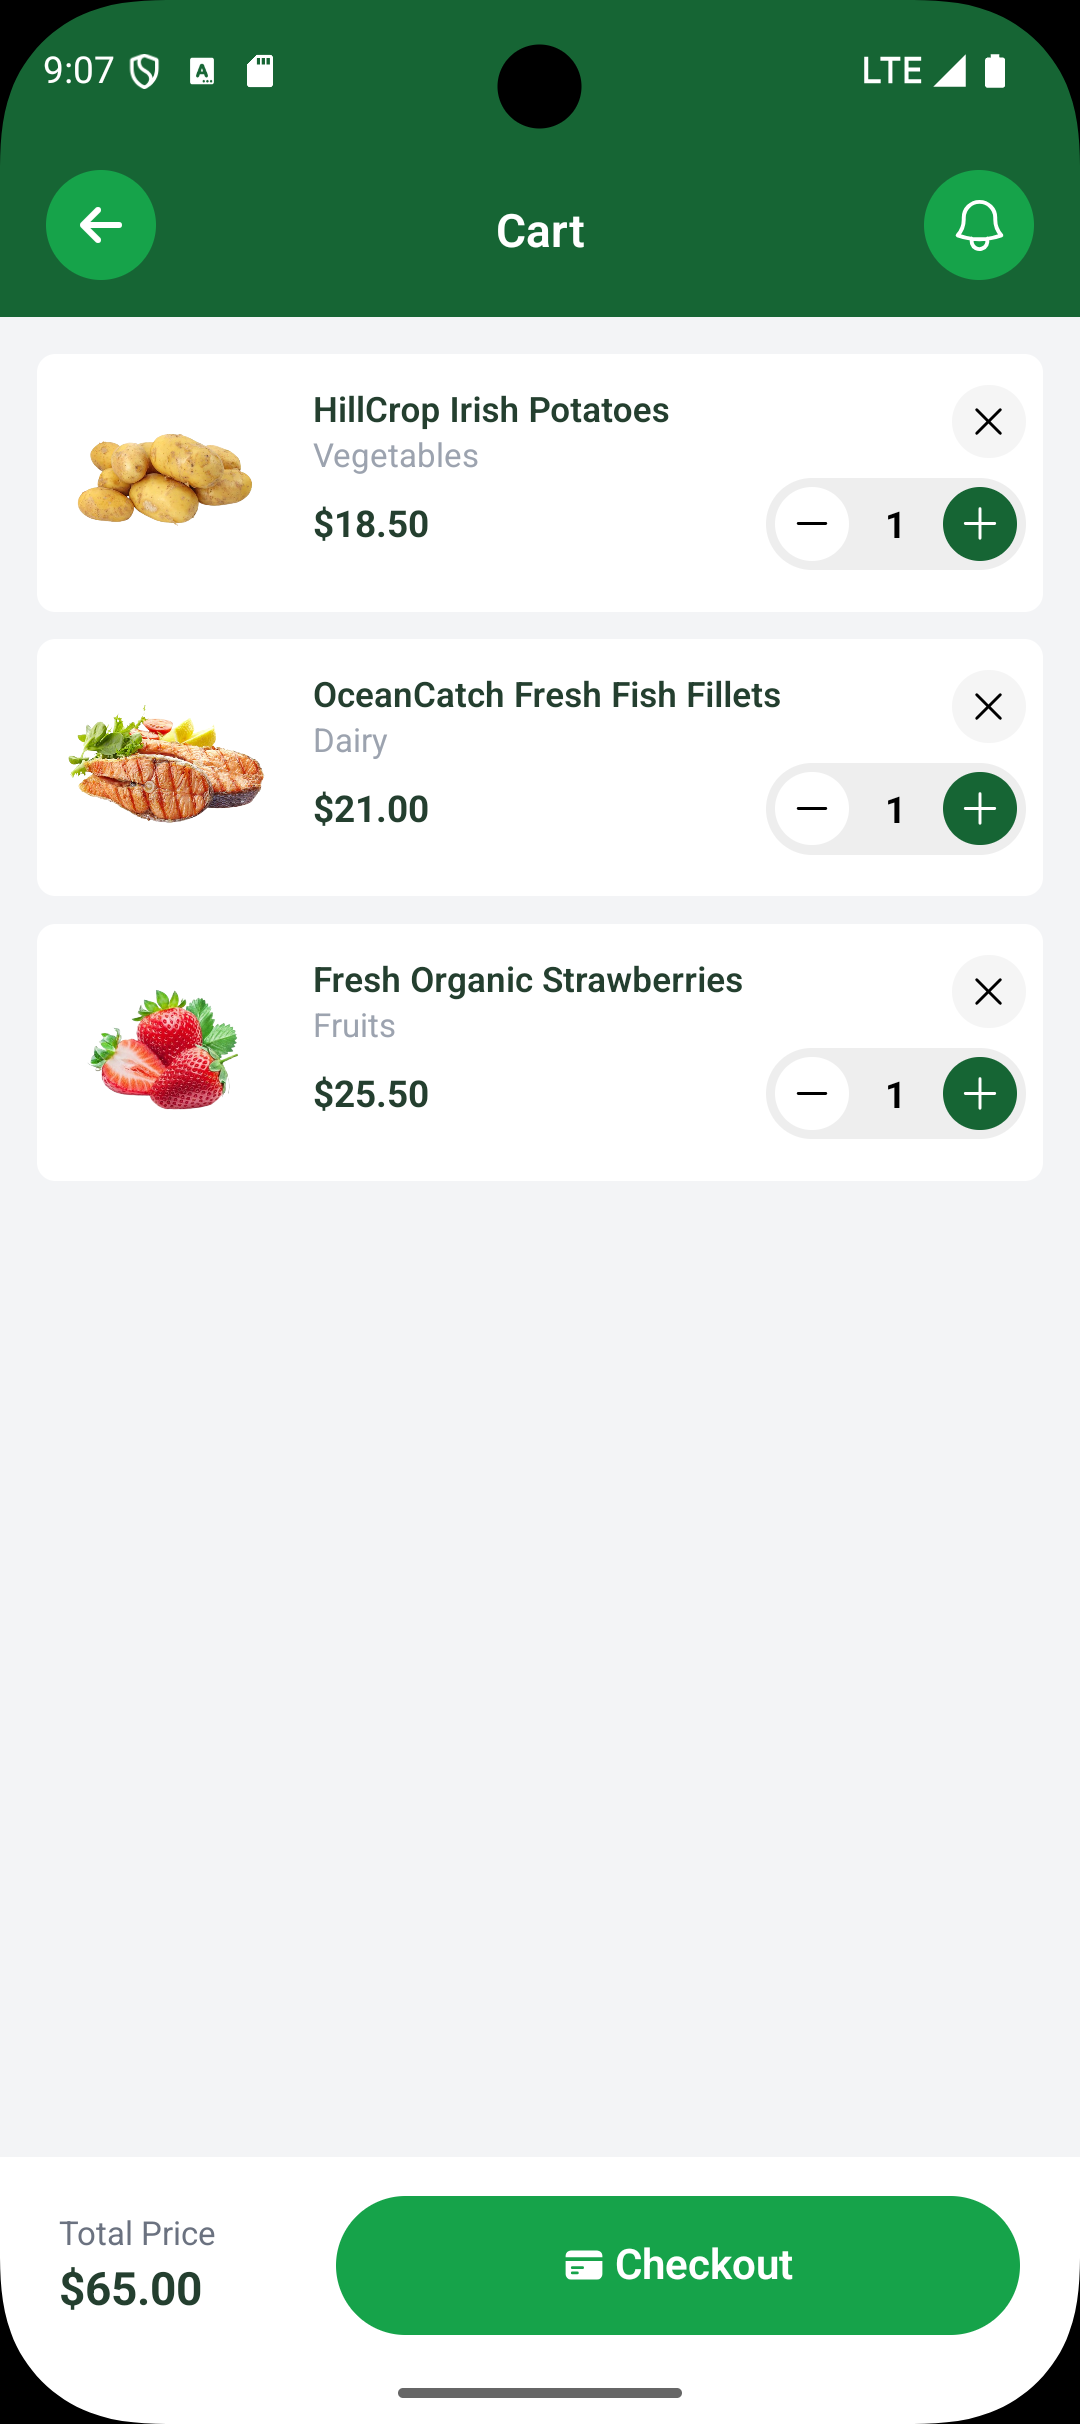 9:07
LTE
Cart
HillCrop Irish Potatoes
Vegetables
$18.50
1
OceanCatch Fresh Fish Fillets
Dairy
$21.00
1
Fresh Organic Strawberries
Fruits
$25.50
1
Total Price
$65.00
Checkout